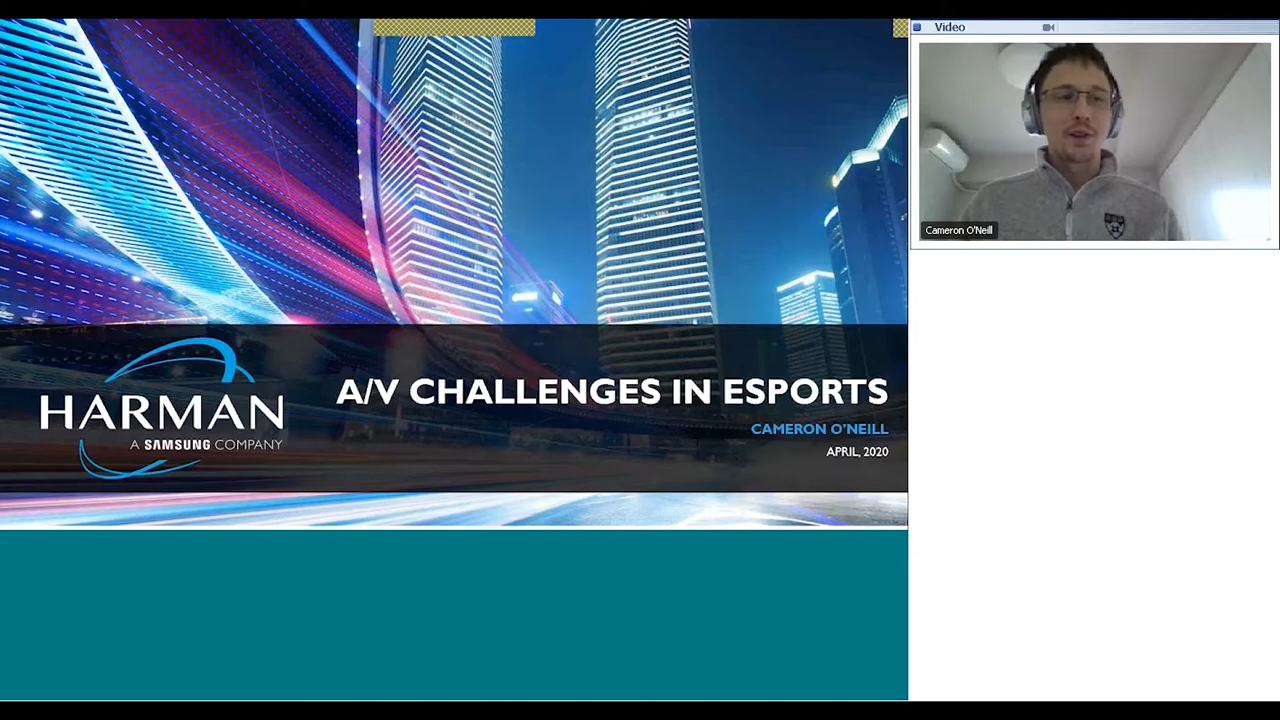 Video
Cameron O'Neill
HARMAN
A SAMSUNG COMPANY
A/V CHALLENGES IN ESPORTS
CAMERON O'NEILL
APRIL, 2020